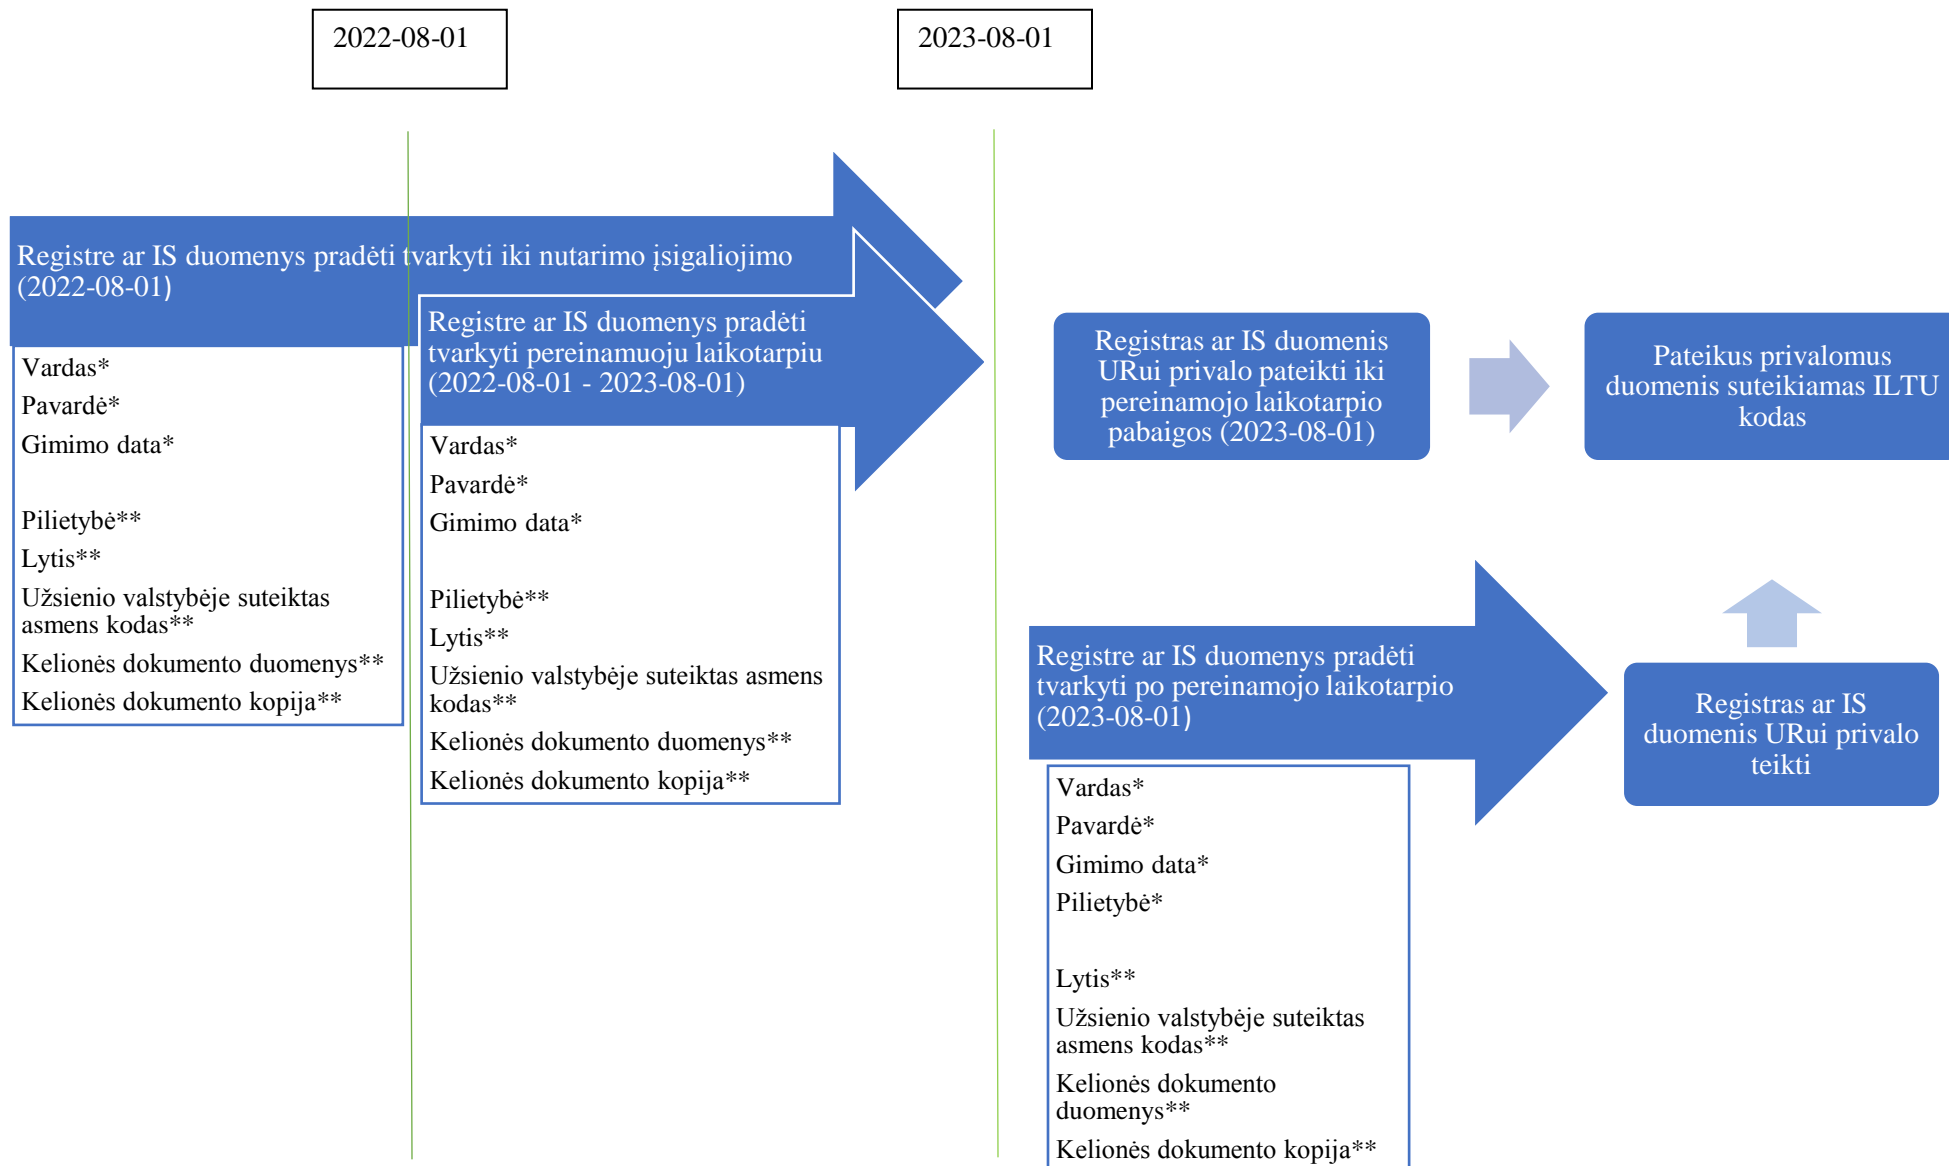 2022-08-01
2023-08-01
Registre ar IS duomenys pradėti tvarkyti iki nutarimo įsigaliojimo
(2022-08-01)
Vardas*
Pavardė*
Gimimo data*
Pilietybė**
Lytis**
Užsienio valstybėje suteiktas
asmens kodas**
Kelionės dokumento duomenys**
Kelionės dokumento kopija**
Registre ar IS duomenys pradėti
tvarkyti pereinamuoju laikotarpiu
(2022-08-01 - 2023-08-01)
Vardas*
Pavardė*
Gimimo data*
Pilietybė**
Lytis**
Užsienio valstybėje suteiktas asmens
kodas**
Kelionės dokumento duomenys**
Kelionės dokumento kopija**
Registras ar IS duomenis
URui privalo pateikti iki
pereinamojo laikotarpio
pabaigos (2023-08-01)
Pateikus privalomus
duomenis suteikiamas ILTU
kodas
Registre ar IS duomenys pradėti
tvarkyti po pereinamojo laikotarpio
(2023-08-01)
Vardas*
Pavardė*
Gimimo data*
Pilietybė*
Lytis**
Užsienio valstybėje suteiktas
asmens kodas**
Kelionės dokumento
duomenys**
Kelionės dokumento kopija**
Registras ar IS
duomenis URui privalo
teikti